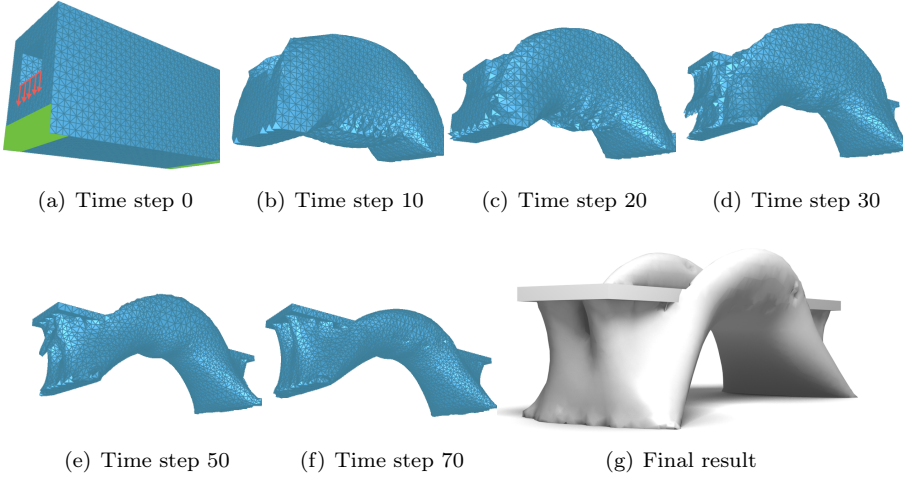 (a) Time step 0
(b) Time step 10
(c) Time step 20
(d) Time step 30
(e) Time step 50
(f) Time step 70
(g) Final result